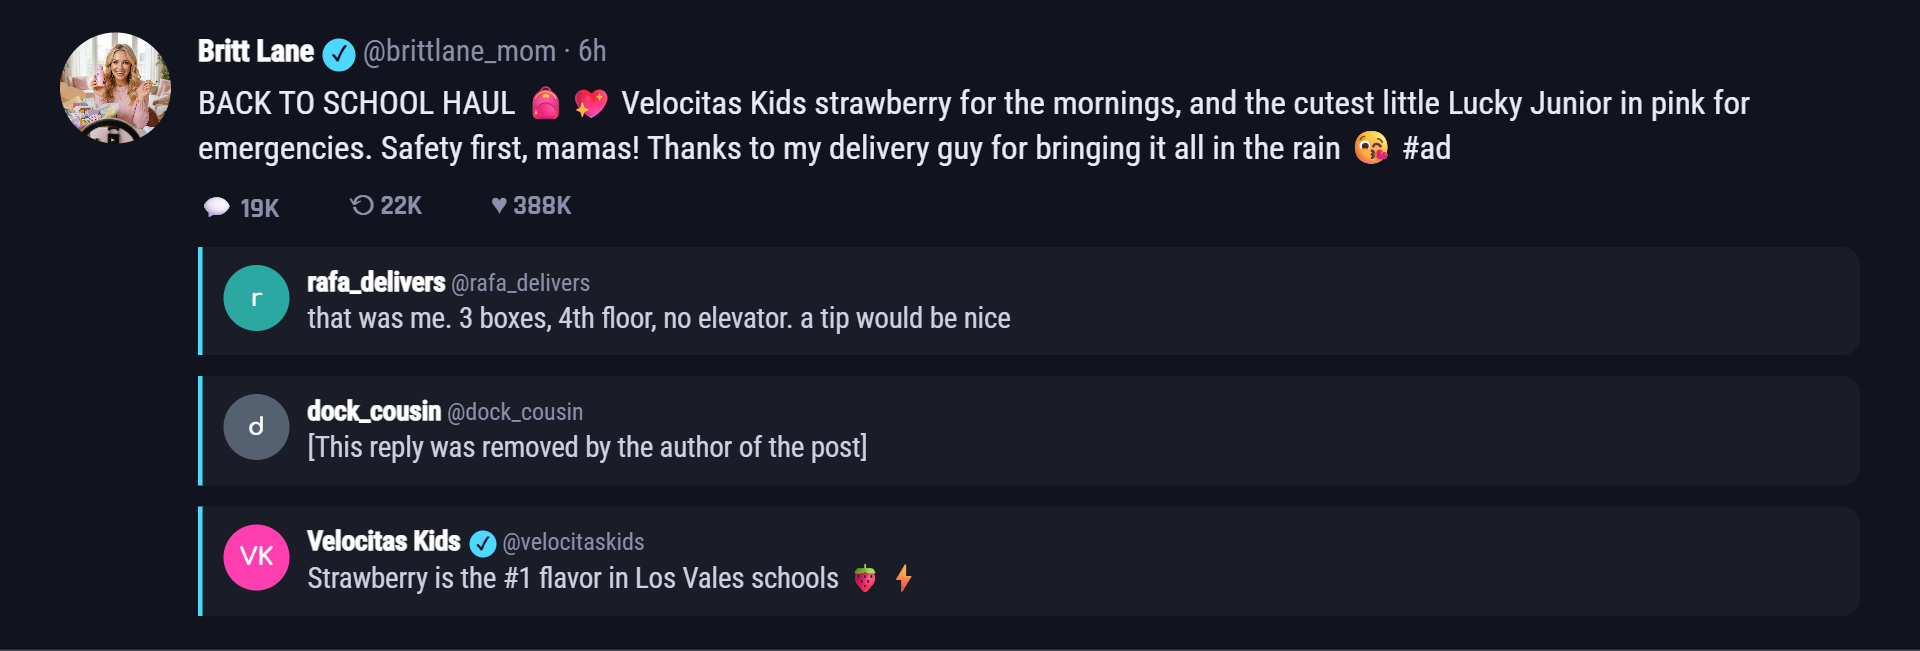 Britt Lane ✓ @brittlane_mom · 6h
BACK TO SCHOOL HAUL 🎒 💖 Velocitas Kids strawberry for the mornings, and the cutest little Lucky Junior in pink for
emergencies. Safety first, mamas! Thanks to my delivery guy for bringing it all in the rain 😘 #ad
💬 19K ⟲ 22K ♥ 388K
r
rafa_delivers @rafa_delivers
that was me. 3 boxes, 4th floor, no elevator. a tip would be nice
d
dock_cousin @dock_cousin
[This reply was removed by the author of the post]
VK
Velocitas Kids ✓ @velocitaskids
Strawberry is the #1 flavor in Los Vales schools 🍓 ⚡